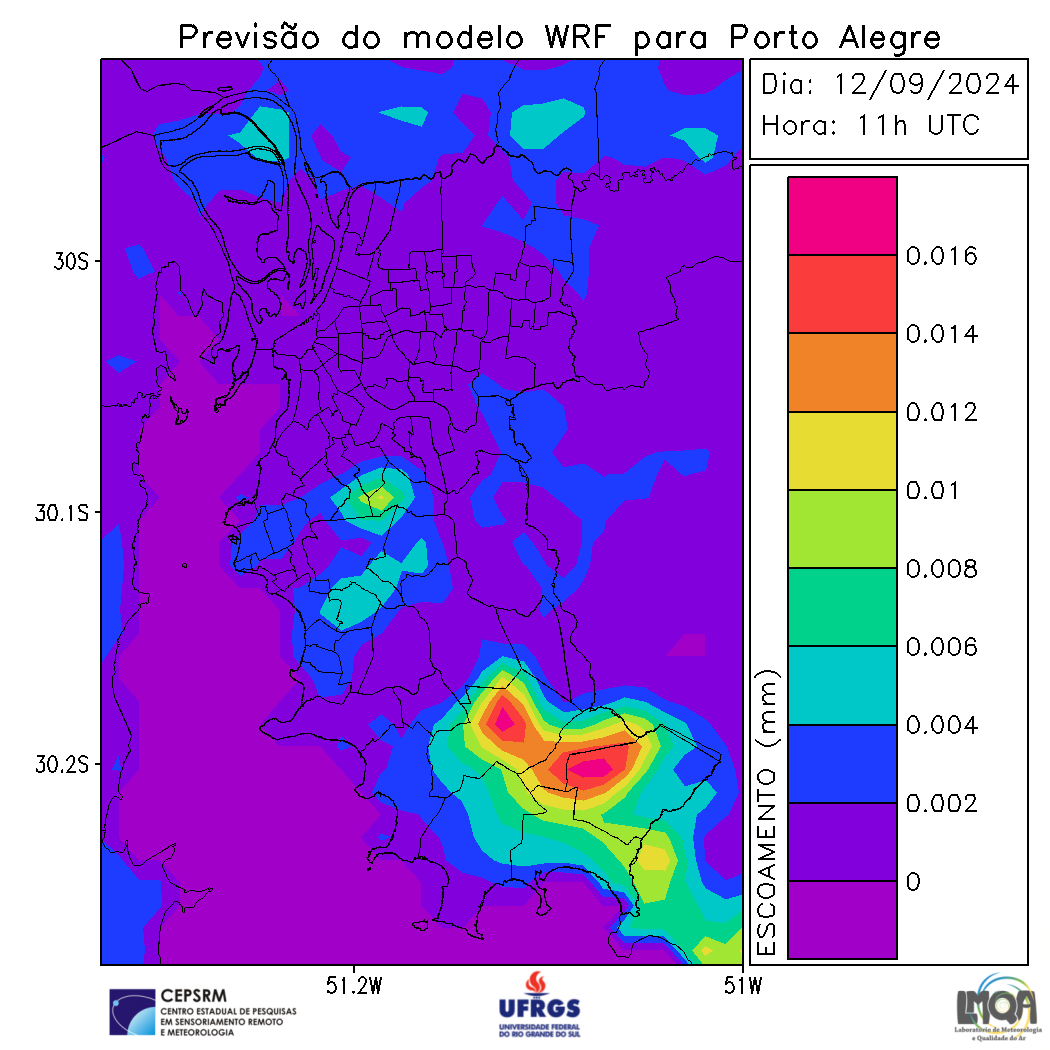 Previsão do modelo WRF para Porto Alegre
Dia: 12/09/2024
Hora: 11h UTC
30S
30.1S
30.2S
51.2W
51W
0.016
0.014
0.012
0.01
0.008
0.006
0.004
0.002
0
ESCOAMENTO (mm)
CEPSRM
CENTRO ESTADUAL DE PESQUISAS
EM SENSORIAMENTO REMOTO
E METEOROLOGIA
UFRGS
UNIVERSIDADE FEDERAL
DO RIO GRANDE DO SUL
LMQA
Laboratório de Meteorologia
e Qualidade do Ar